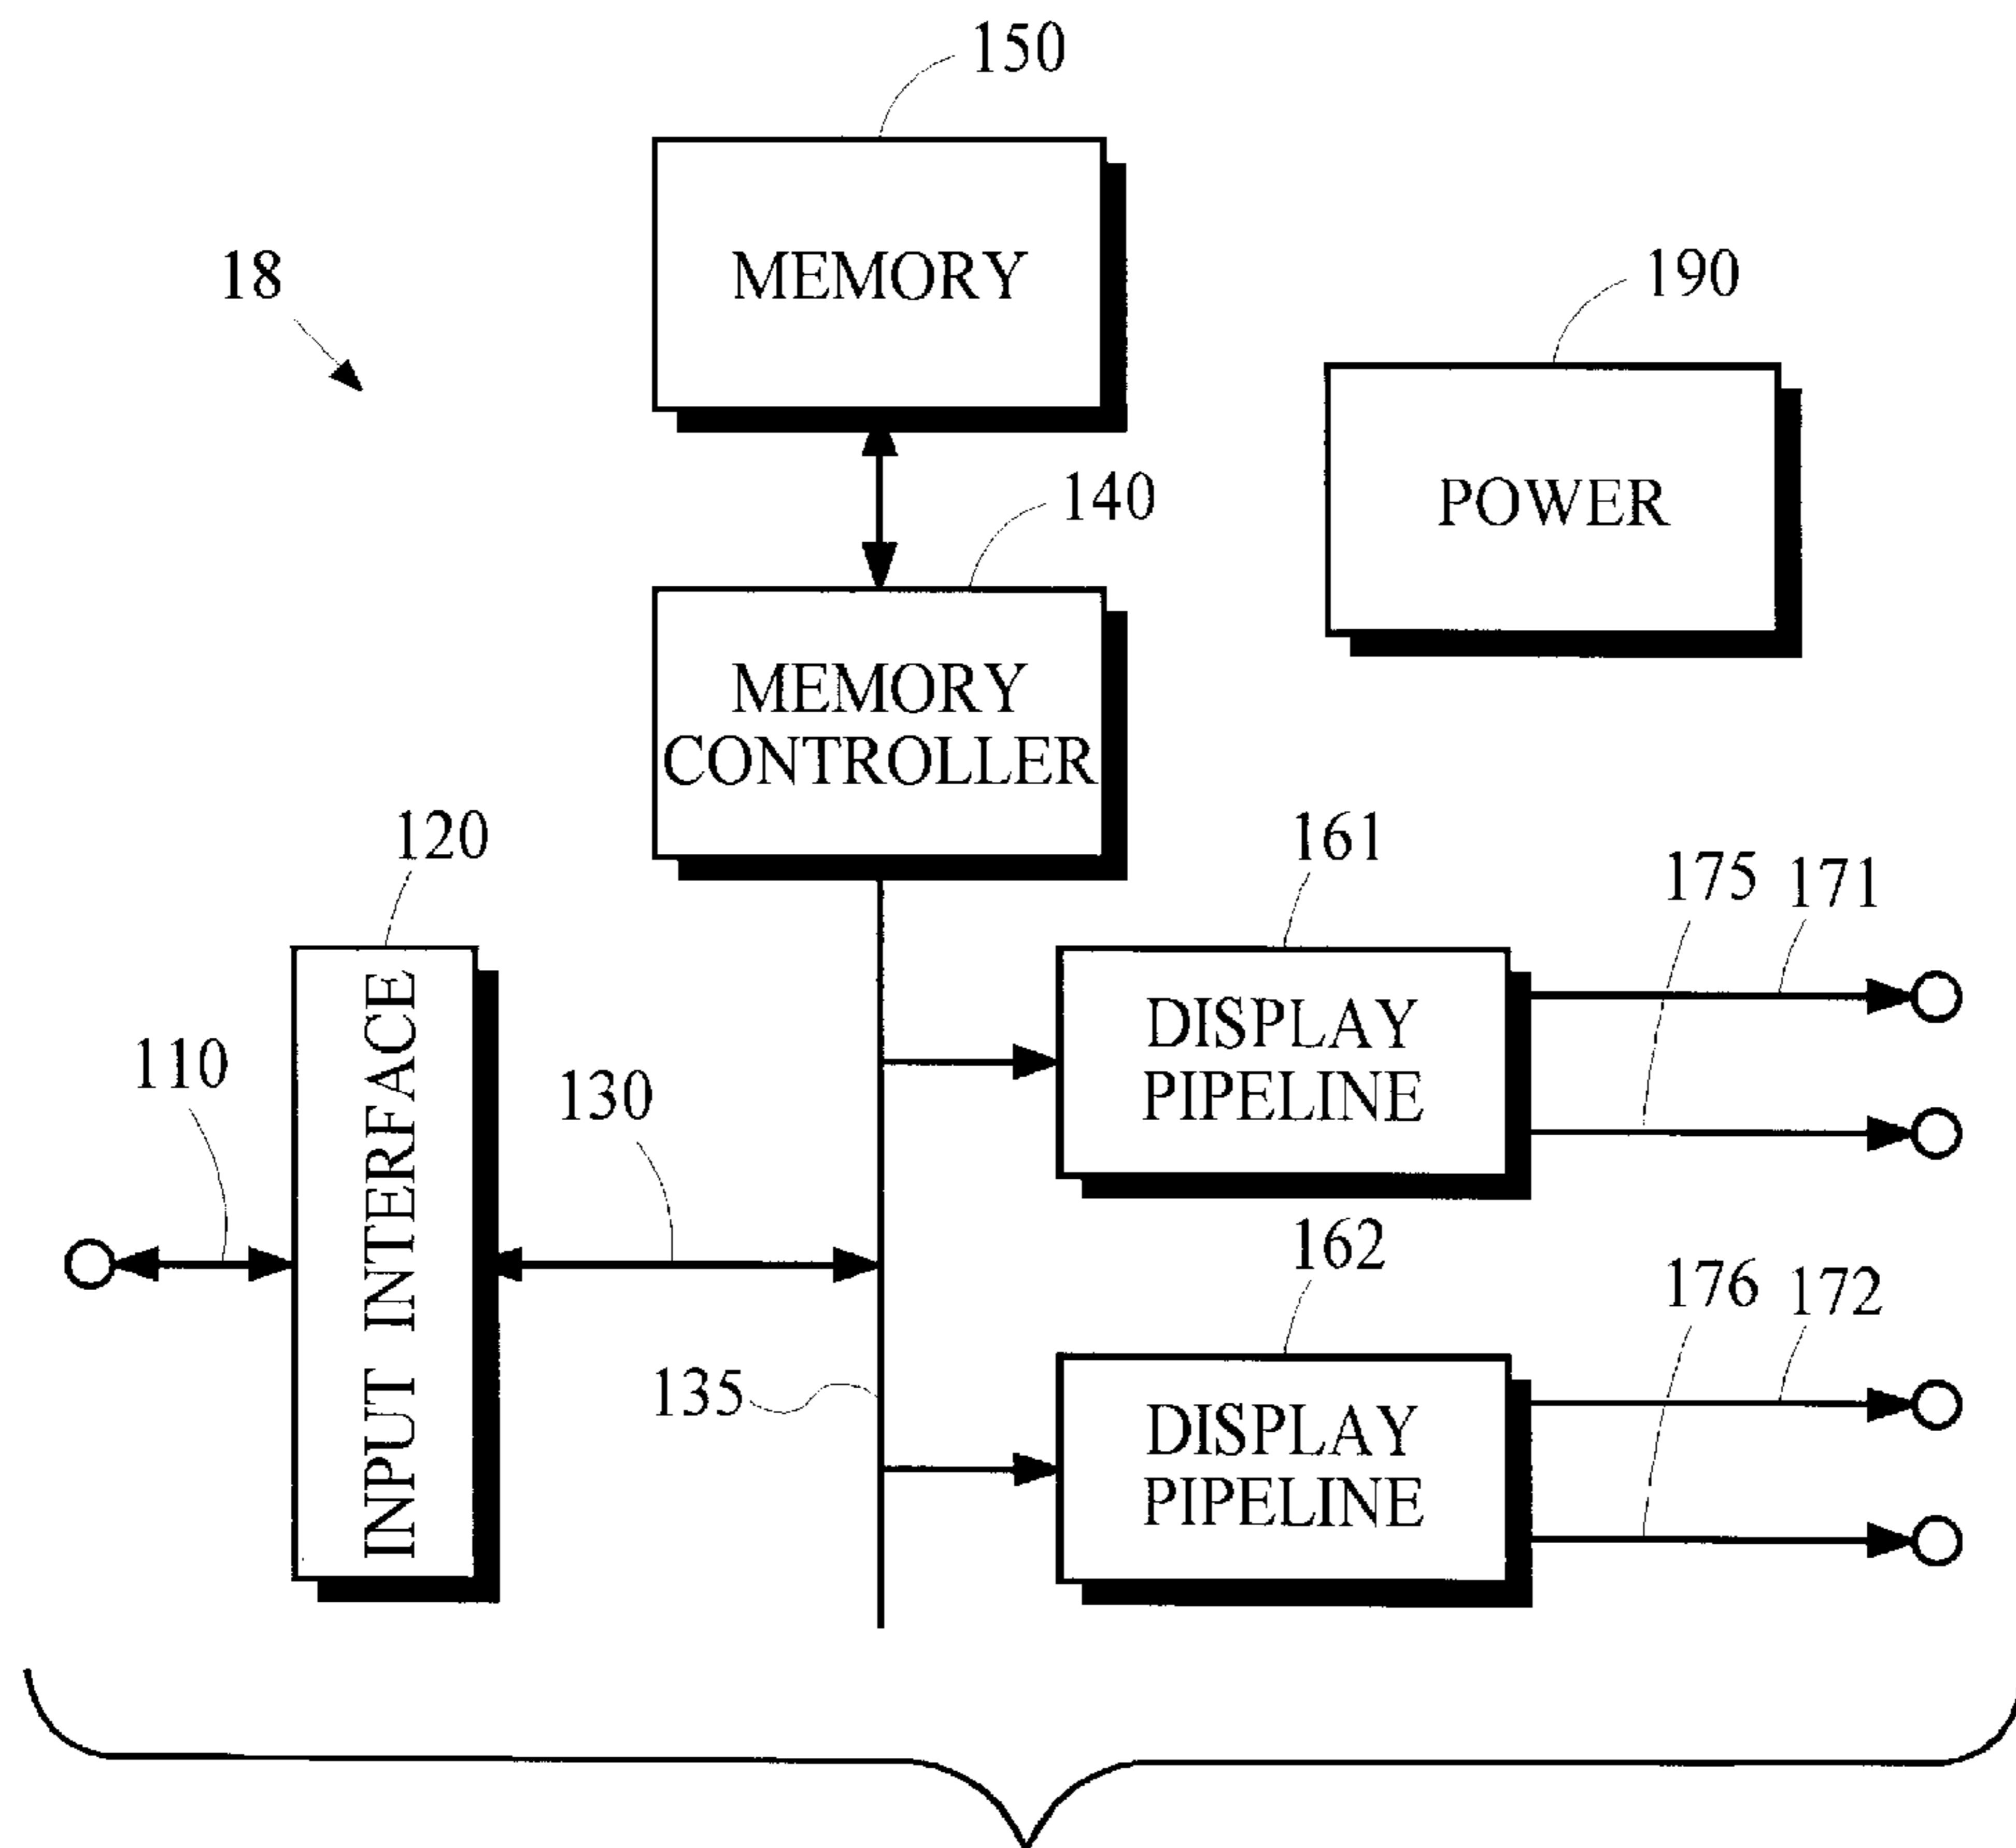 150
MEMORY
18
190
POWER
140
MEMORY
CONTROLLER
120
161
175
171
DISPLAY
PIPELINE
110
130
INPUT INTERFACE
162
176
172
135
DISPLAY
PIPELINE